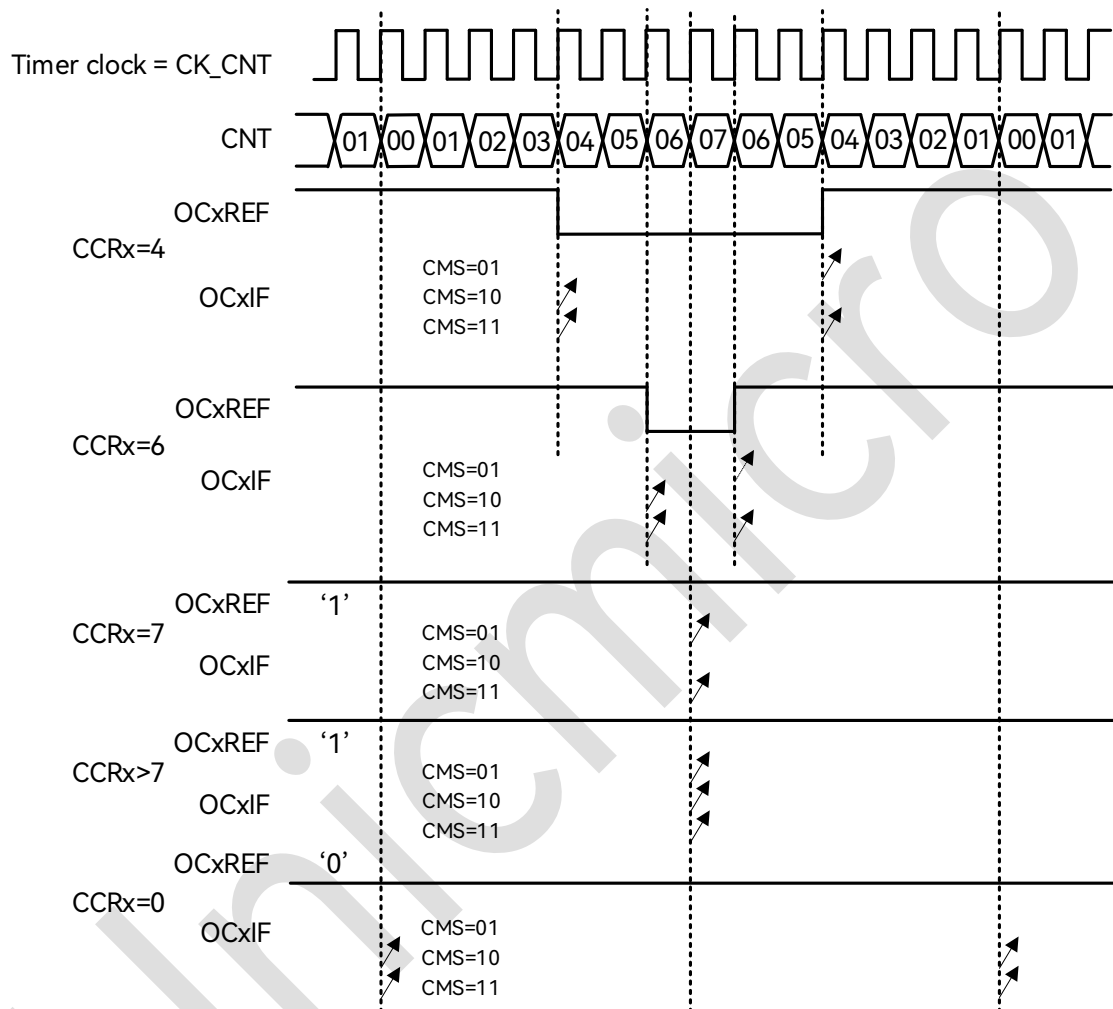 Timer clock = CK_CNT
CNT 01 00 01 02 03 04 05 06 07 06 05 04 03 02 01 00 01
OCxREF
CCRx=4
CMS=01
OCxIF
CMS=10
CMS=11
OCxREF
CCRx=6
CMS=01
OCxIF
CMS=10
CMS=11
OCxREF ‘1’
CCRx=7
CMS=01
OCxIF
CMS=10
CMS=11
OCxREF ‘1’
CCRx>7
CMS=01
OCxIF
CMS=10
CMS=11
OCxREF ‘0’
CCRx=0
CMS=01
OCxIF
CMS=10
CMS=11
nicmicro